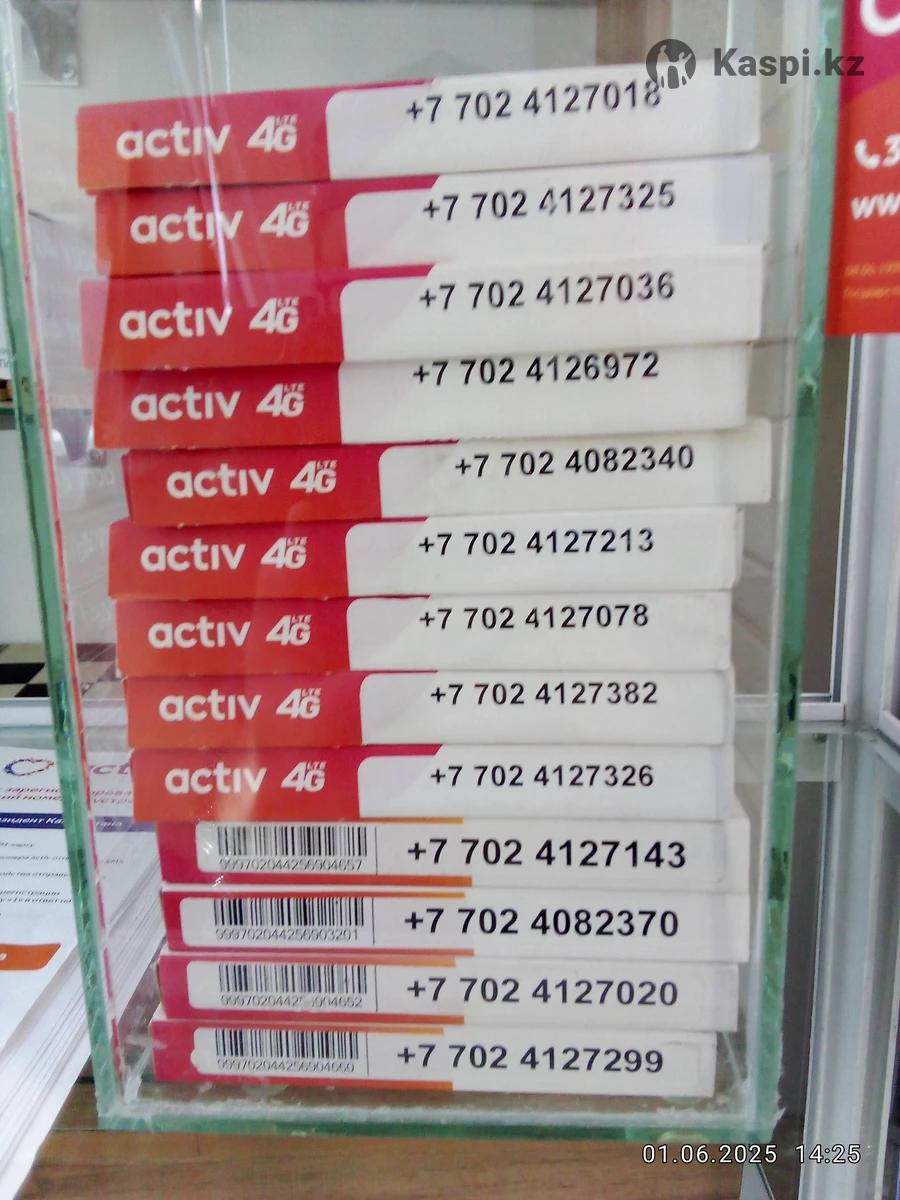 Kaspi.kz
activ 4G LTE +7 702 4127018
activ 4G LTE +7 702 4127325
activ 4G LTE +7 702 4127036
activ 4G LTE +7 702 4126972
activ 4G LTE +7 702 4082340
activ 4G LTE +7 702 4127213
activ 4G LTE +7 702 4127078
activ 4G LTE +7 702 4127382
activ 4G LTE +7 702 4127326
999702044256904657 +7 702 4127143
999702044256903201 +7 702 4082370
+7 702 4127020
999702044256904660 +7 702 4127299
01.06.2025 14:25